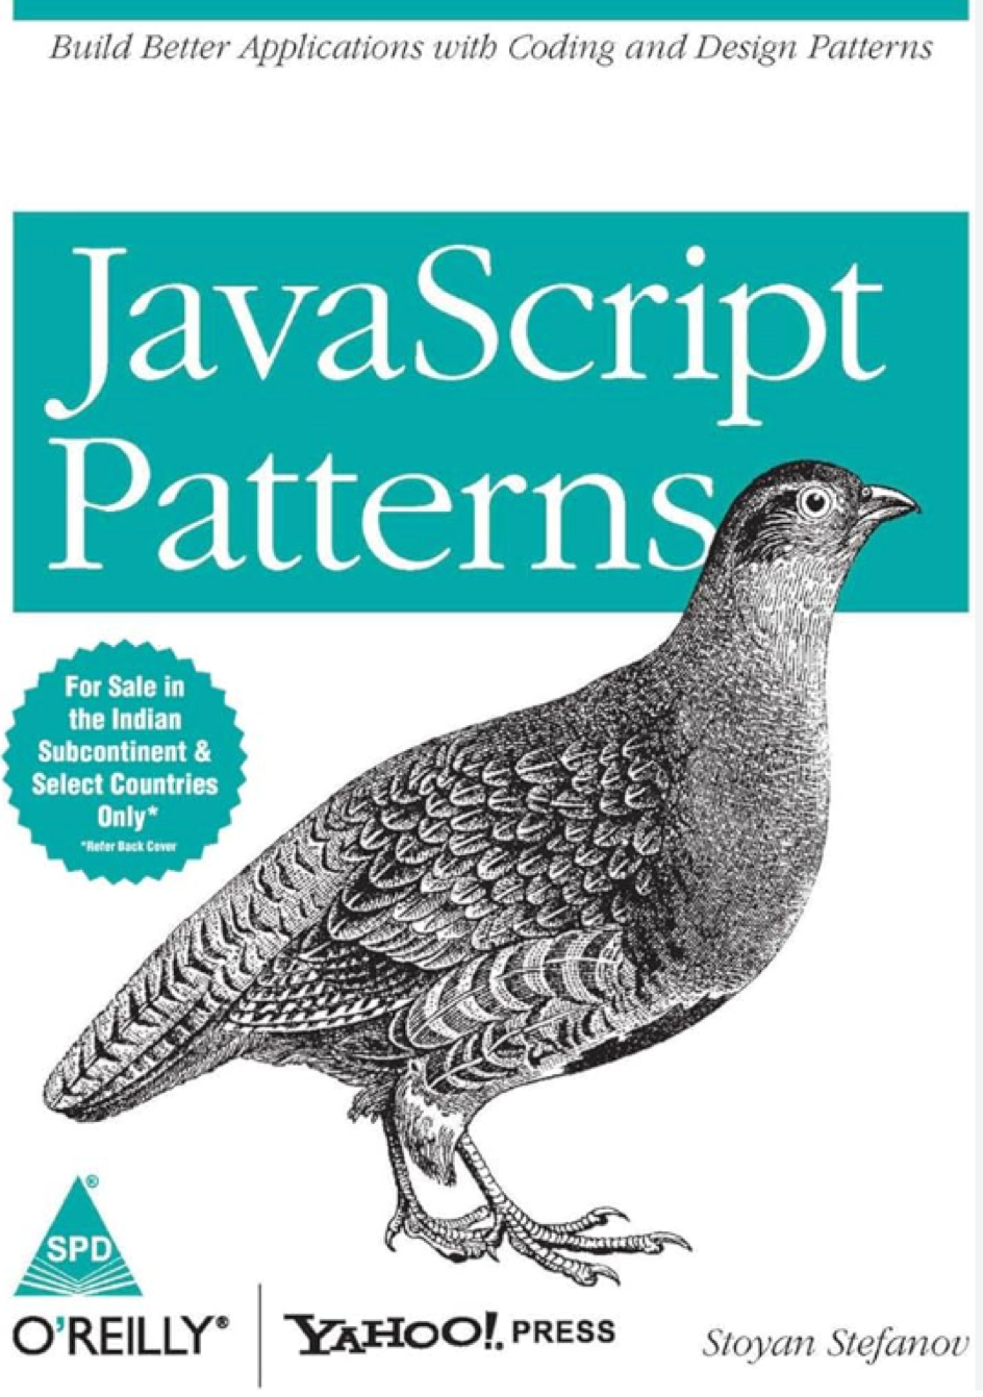 Build Better Applications with Coding and Design Patterns
JavaScript
Patterns
For Sale in
the Indian
Subcontinent &
Select Countries
Only*
*Refer Back Cover
®
SPD
O'REILLY®
YAHOO!. PRESS
Stoyan Stefanov